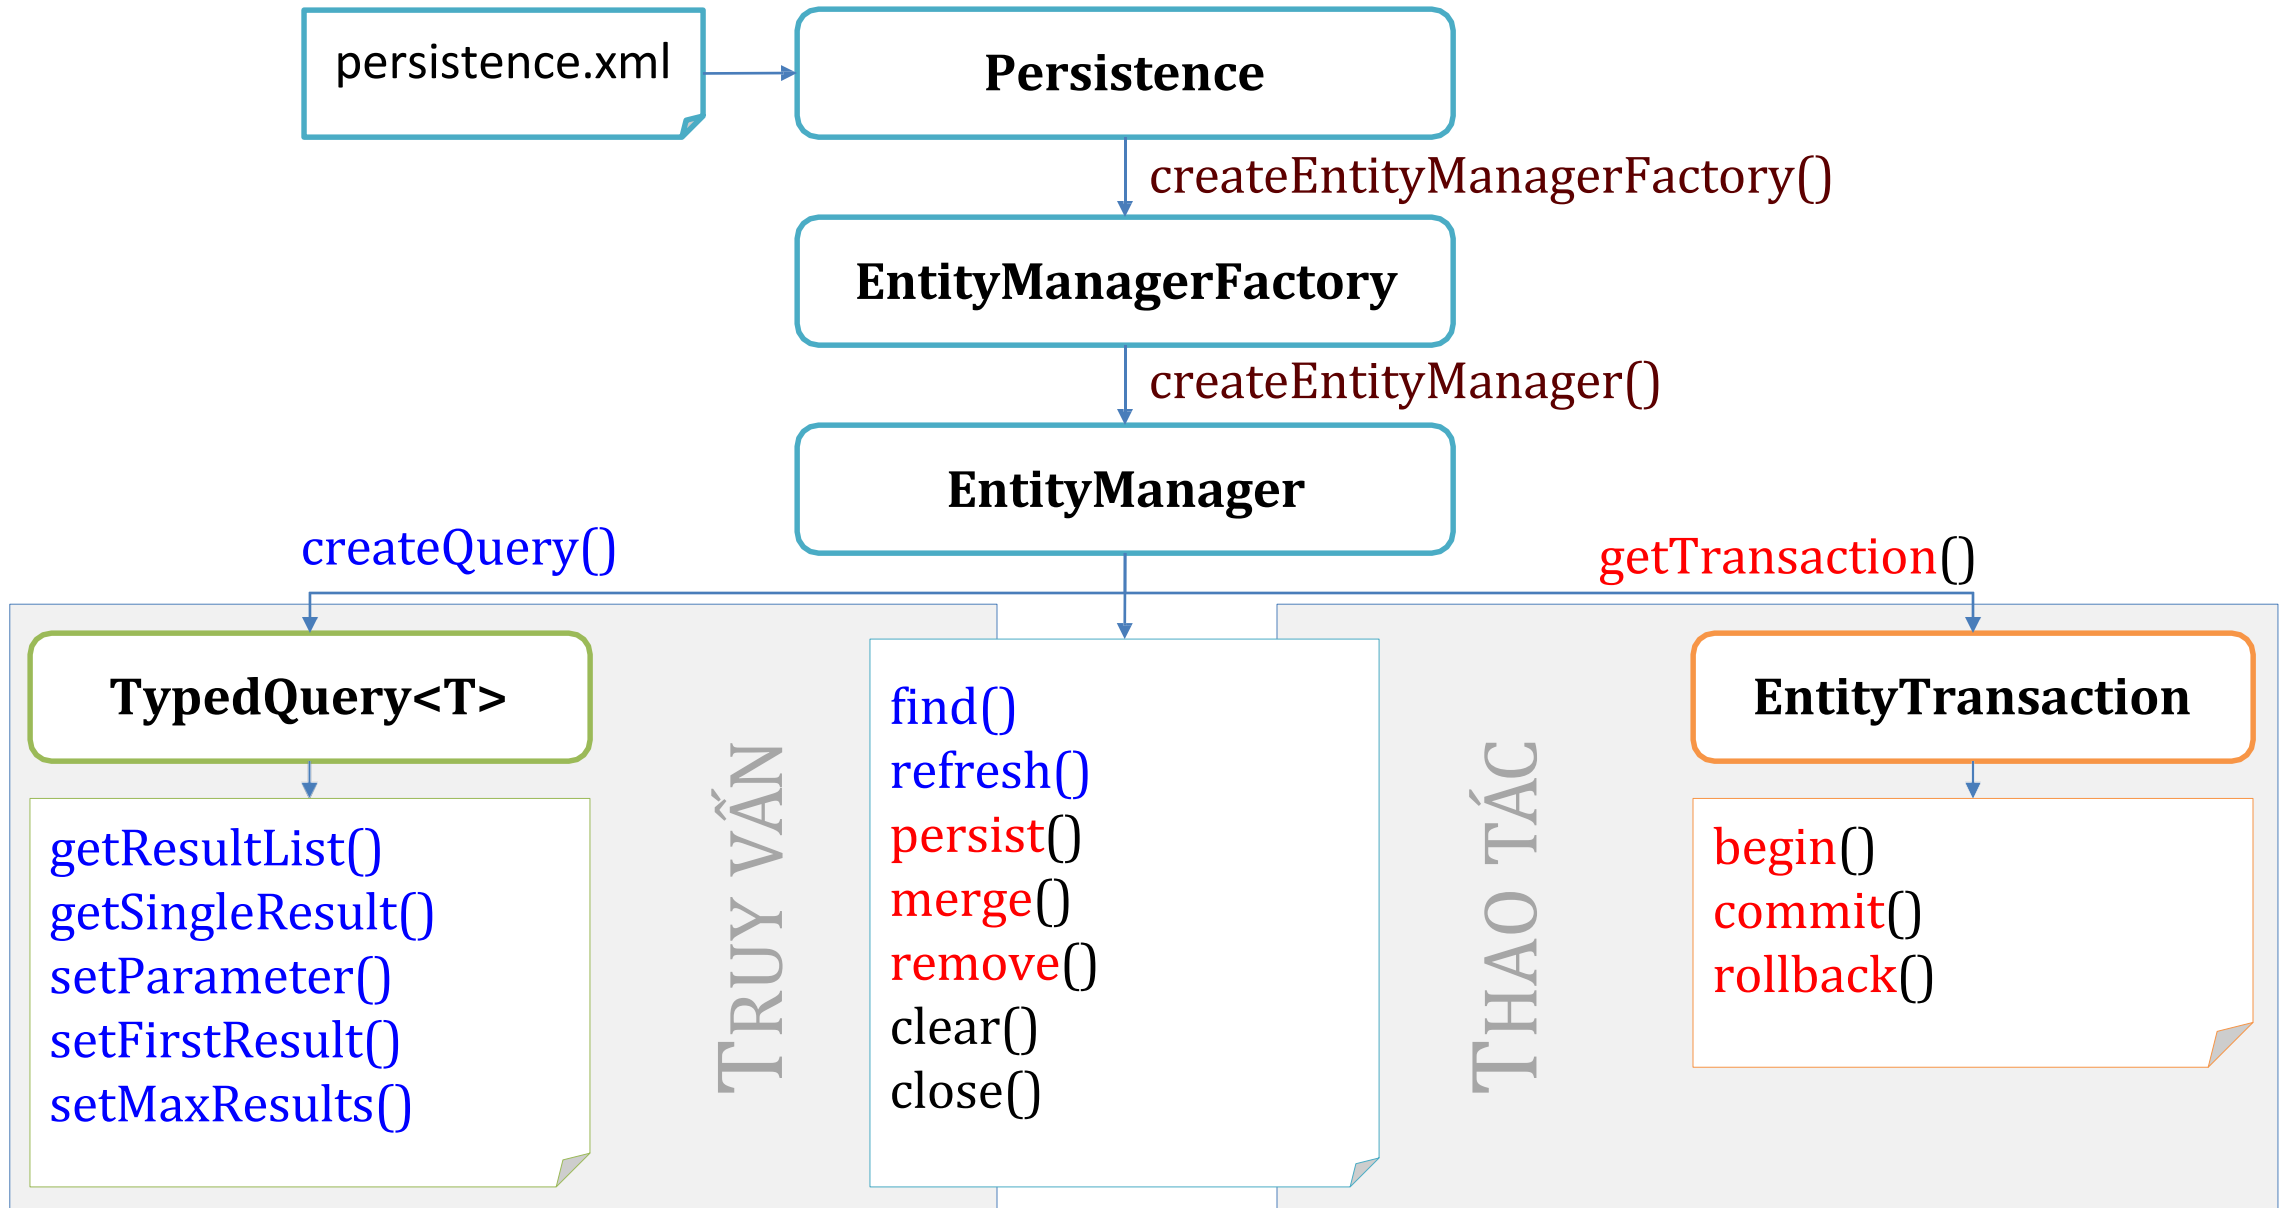 persistence.xml
Persistence
createEntityManagerFactory()
EntityManagerFactory
createEntityManager()
EntityManager
createQuery()
getTransaction()
TypedQuery<T>
getResultList()
getSingleResult()
setParameter()
setFirstResult()
setMaxResults()
TRUY VẤN
find()
refresh()
persist()
merge()
remove()
clear()
close()
THAO TÁC
EntityTransaction
begin()
commit()
rollback()